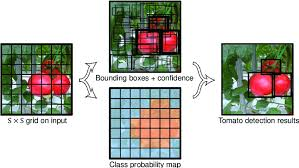 Bounding boxes + confidence
S × S grid on input
Tomato detection results
Class probability map